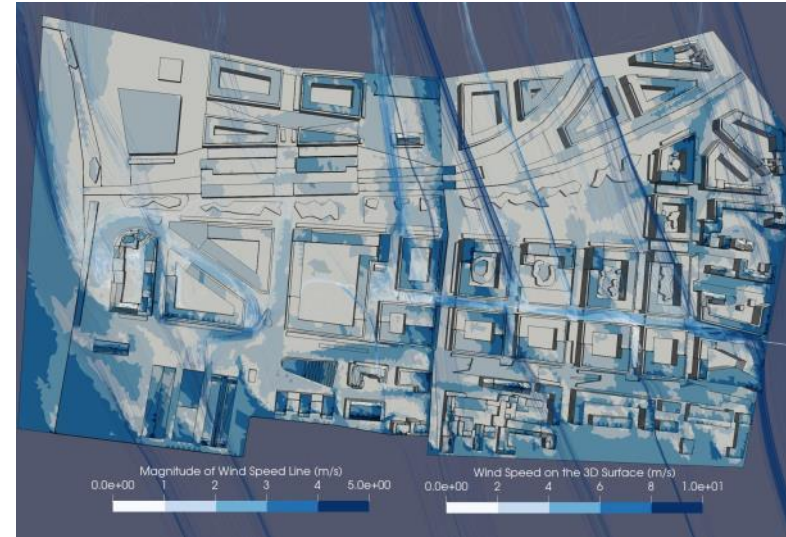 Magnitude of Wind Speed Line (m/s)
0.0e+00 1 2 3 4 5.00e+00
Wind Speed on the 3D Surface (m/s)
0.0e+00 2 4 6 8 1.0e+01